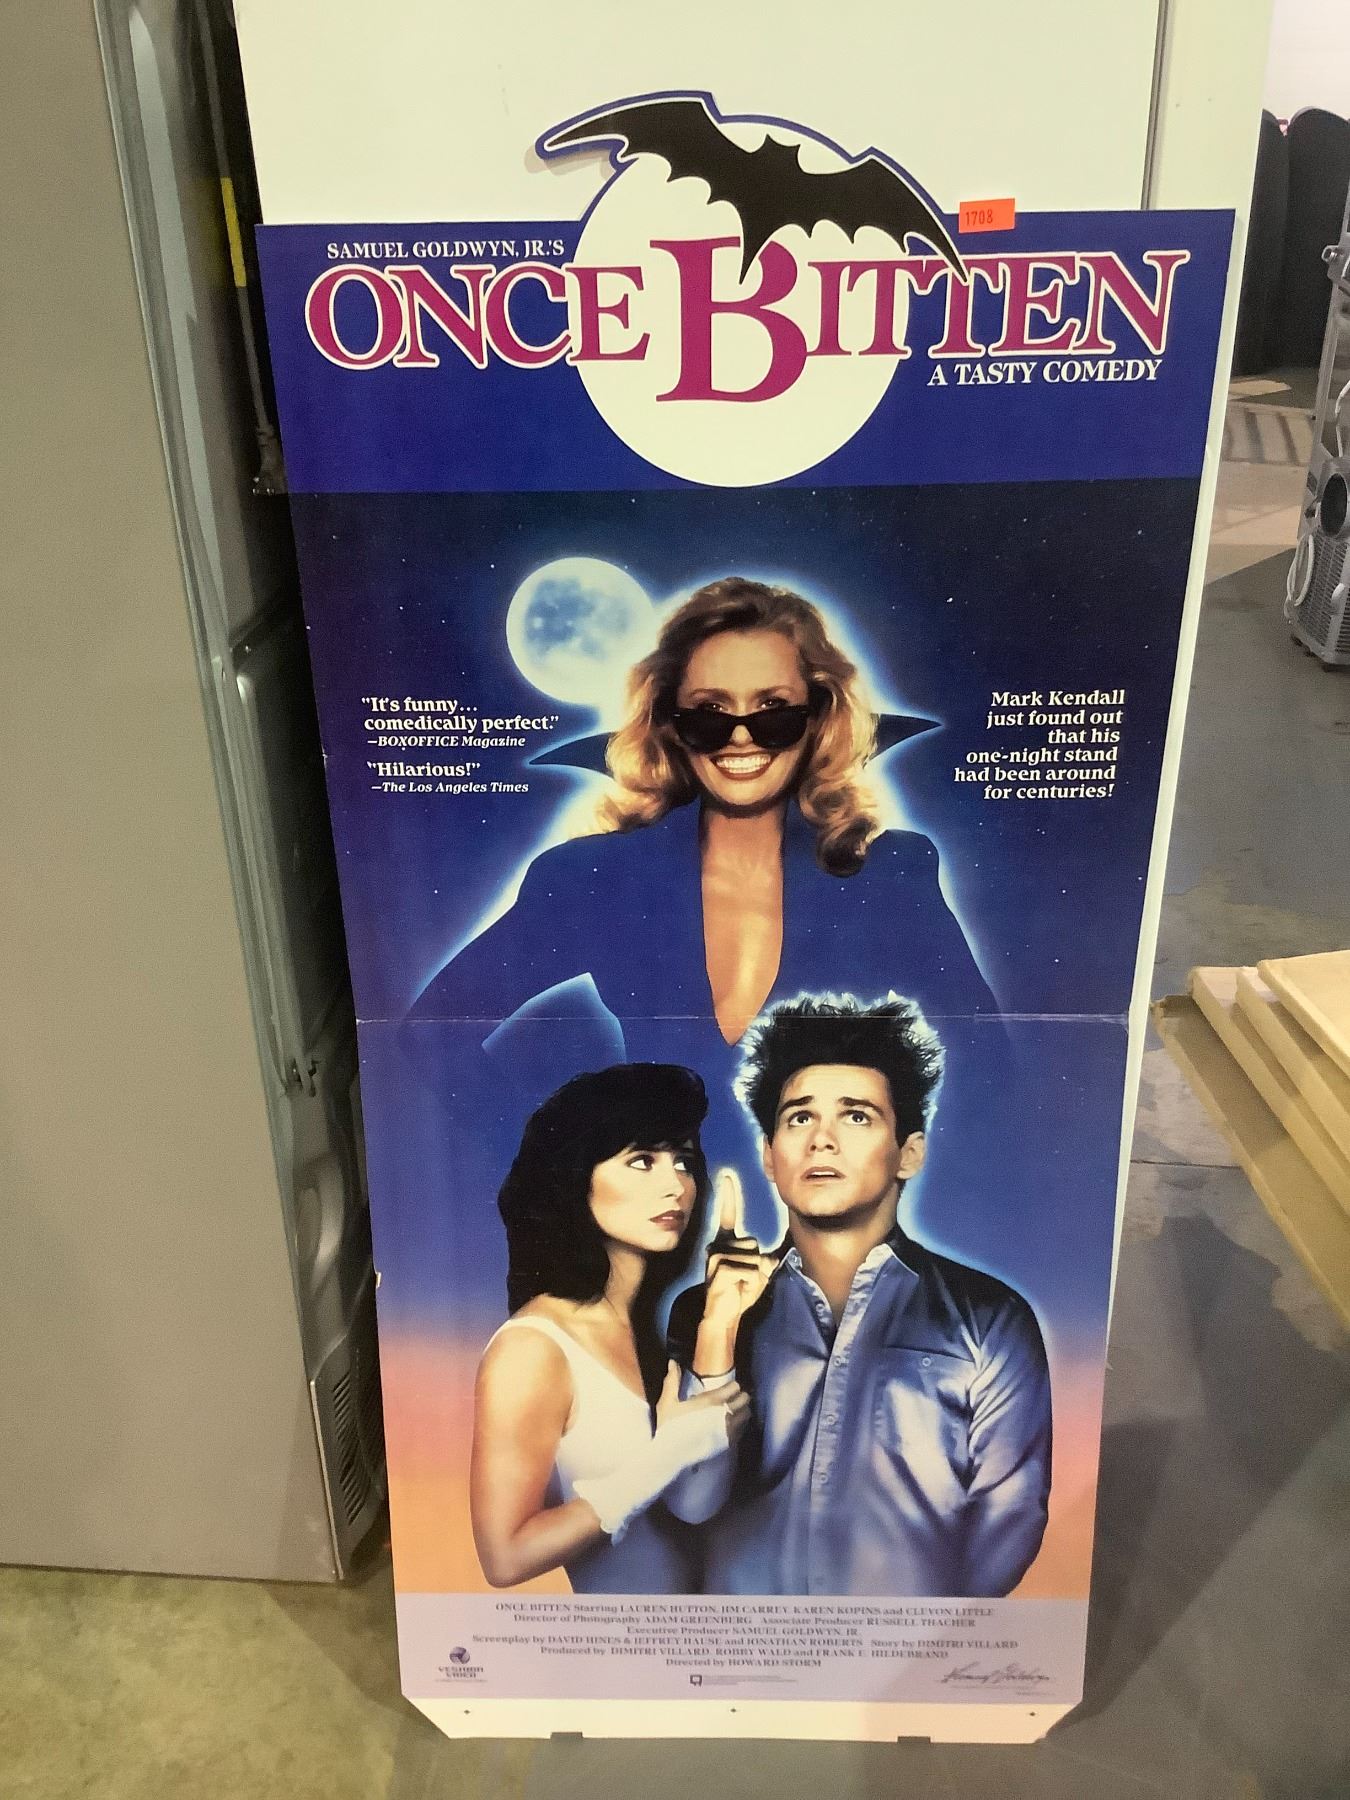 1708
SAMUEL GOLDWYN, JR.'S
ONCE BITTEN
A TASTY COMEDY
"It's funny...
comedically perfect."
—BOXOFFICE Magazine
"Hilarious!"
—The Los Angeles Times
Mark Kendall
just found out
that his
one-night stand
had been around
for centuries!
ONCE BITTEN Starring LAUREN HUTTON, JIM CARREY, KAREN KOPINS and CLEVON LITTLE
Director of Photography ADAM GREENBERG Associate Producer RUSSELL THACHER
Executive Producer SAMUEL GOLDWYN, JR.
Screenplay by DAVID HINES & JEFFREY HAUSE and JONATHAN ROBERTS Story by DIMITRI VILLARD
Produced by DIMITRI VILLARD, ROBBY WALD and FRANK E. HILDEBRAND
Directed by HOWARD STORM
VESTRON
VIDEO